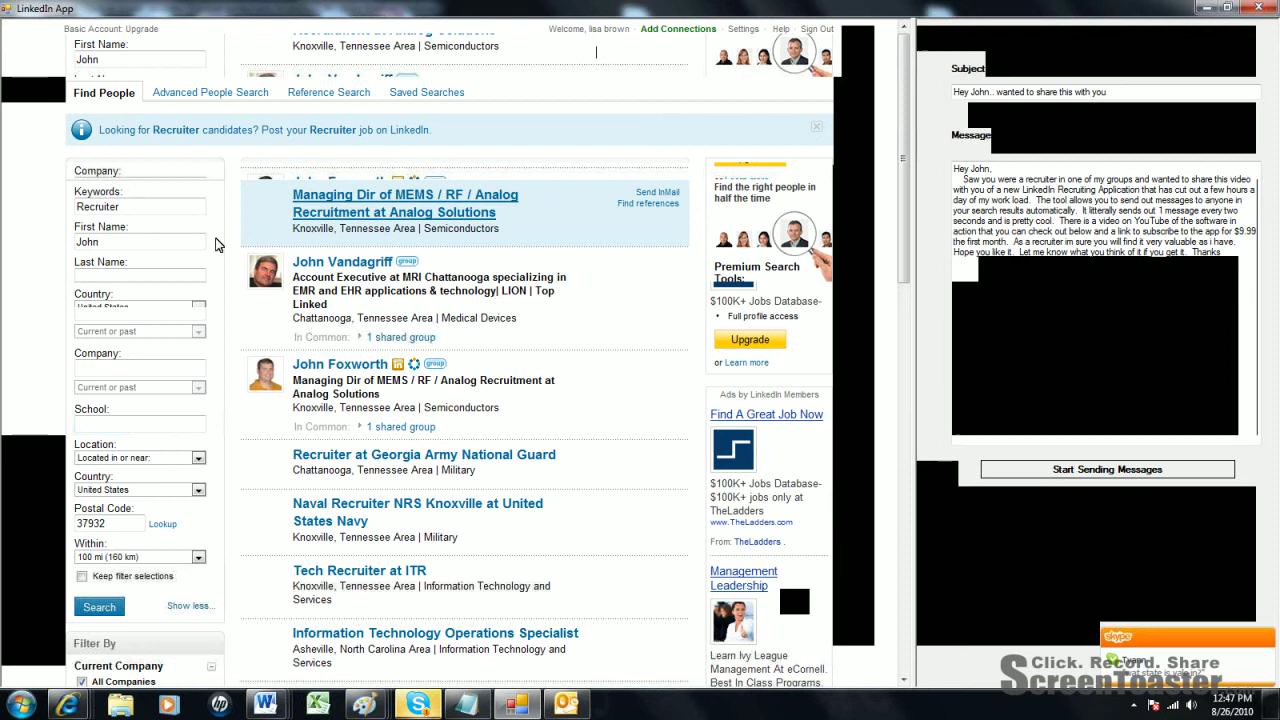 LinkedIn App
Basic Account: Upgrade
Welcome, lisa brown · Add Connections Settings Help Sign Out
First Name:
John
Knoxville, Tennessee Area | Semiconductors
Find People
Advanced People Search
Reference Search
Saved Searches
Looking for Recruiter candidates? Post your Recruiter job on LinkedIn.
Company:
Keywords:
Recruiter
First Name:
John
Last Name:
Country:
United States
Current or past
Company:
Current or past
School:
Location:
Located in or near:
Country:
United States
Postal Code:
37932
Lookup
Within:
100 mi (160 km)
Keep filter selections
Search
Show less...
Filter By
Current Company
All Companies
Managing Dir of MEMS / RF / Analog
Recruitment at Analog Solutions
Knoxville, Tennessee Area | Semiconductors
Send InMail
Find references
John Vandagriff group
Account Executive at MRI Chattanooga specializing in
EMR and EHR applications & technology| LION | Top
Linked
Chattanooga, Tennessee Area | Medical Devices
In Common: 1 shared group
John Foxworth in group
Managing Dir of MEMS / RF / Analog Recruitment at
Analog Solutions
Knoxville, Tennessee Area | Semiconductors
In Common: 1 shared group
Recruiter at Georgia Army National Guard
Chattanooga, Tennessee Area | Military
Naval Recruiter NRS Knoxville at United
States Navy
Knoxville, Tennessee Area | Military
Tech Recruiter at ITR
Knoxville, Tennessee Area | Information Technology and
Services
Information Technology Operations Specialist
Asheville, North Carolina Area | Information Technology and
Services
Find the right people in
half the time
Premium Search
Tools:
$100K+ Jobs Database-
• Full profile access
Upgrade
or Learn more
Ads by LinkedIn Members
Find A Great Job Now
$100K+ Jobs Database-
$100K+ jobs only at
TheLadders
www.TheLadders.com
From: TheLadders .
Management
Leadership
Learn Ivy League
Management At eCornell.
Best In Class Programs.
Subject
Hey John.. wanted to share this with you
Message
Hey John,
Saw you were a recruiter in one of my groups and wanted to share this video
with you of a new LinkedIn Recruiting Application that has cut out a few hours a
day of my work load. The tool allows you to send out messages to anyone in
your search results automatically. It litterally sends out 1 message every two
seconds and is pretty cool. There is a video on YouTube of the software in
action that you can check out below and a link to subscribe to the app for $9.99
the first month. As a recruiter im sure you will find it very valuable as i have.
Hope you like it. Let me know what you think of it if you get it. Thanks
Start Sending Messages
skype
Click. Record. Share
ScreenToaster
hp
12:47 PM
8/26/2010